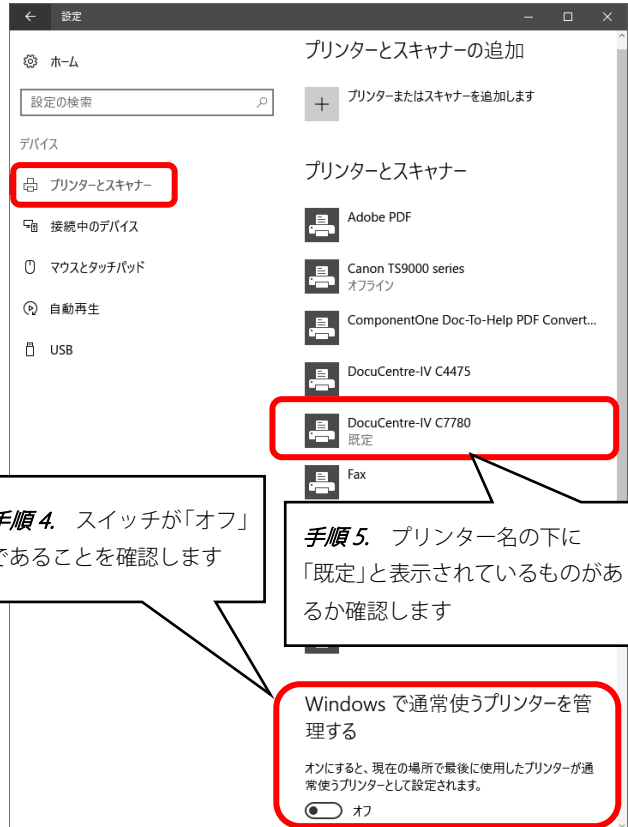 設定
ホーム
設定の検索
デバイス
プリンターとスキャナー
接続中のデバイス
マウスとタッチパッド
自動再生
USB
プリンターとスキャナーの追加
プリンターまたはスキャナーを追加します
プリンターとスキャナー
Adobe PDF
Canon TS9000 series
オフライン
ComponentOne Doc-To-Help PDF Convert...
DocuCentre-IV C4475
DocuCentre-IV C7780
既定
Fax
手順 4. スイッチが「オフ」
であることを確認します
手順 5. プリンター名の下に
「既定」と表示されているものがあ
るか確認します
Windows で通常使うプリンターを管
理する
オンにすると、現在の場所で最後に使用したプリンターが通
常使うプリンターとして設定されます。
オフ